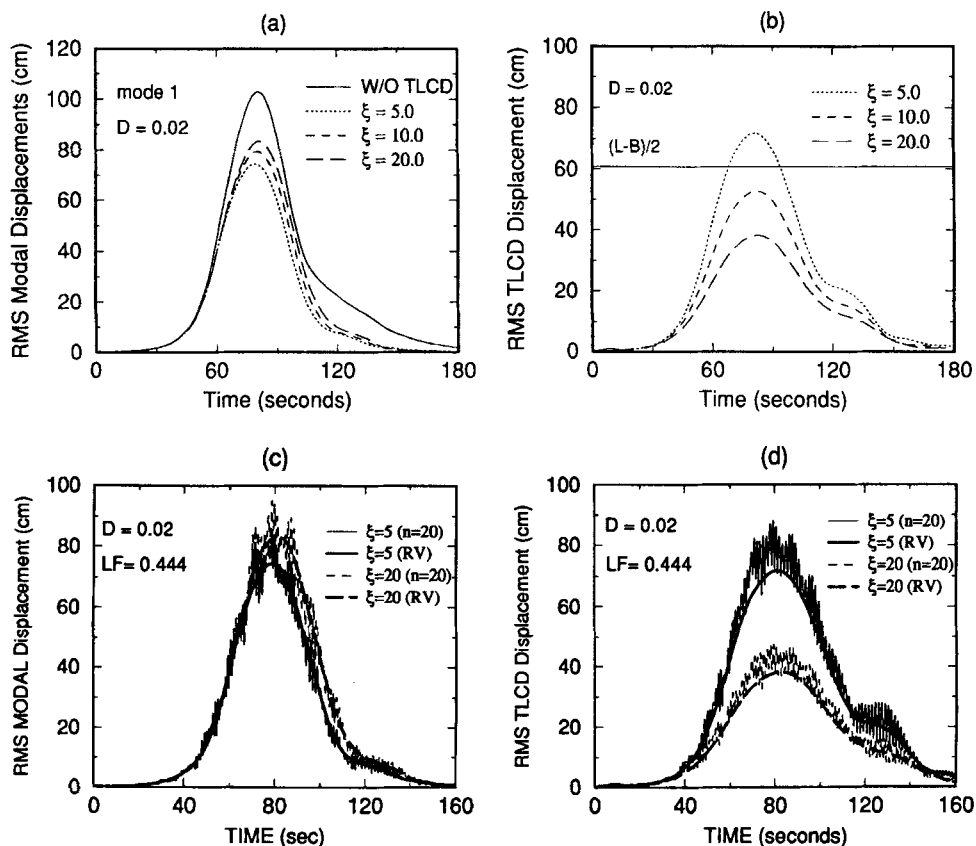 (a)
RMS Modal Displacements (cm)
120
100
80
60
40
20
0
mode 1
D = 0.02
W/O TLCD
ξ = 5.0
ξ = 10.0
ξ = 20.0
0 60 120 180
Time (seconds)
(b)
RMS TLCD Displacement (cm)
100
80
60
40
20
0
D = 0.02
(L-B)/2
ξ = 5.0
ξ = 10.0
ξ = 20.0
0 60 120 180
Time (seconds)
(c)
RMS MODAL Displacement (cm)
100
80
60
40
20
0
D = 0.02
LF= 0.444
ξ=5 (n=20)
ξ=5 (RV)
ξ=20 (n=20)
ξ=20 (RV)
0 40 80 120 160
TIME (sec)
(d)
RMS TLCD Displacement (cm)
100
80
60
40
20
0
D = 0.02
LF= 0.444
ξ=5 (n=20)
ξ=5 (RV)
ξ=20 (n=20)
ξ=20 (RV)
0 40 80 120 160
TIME (seconds)